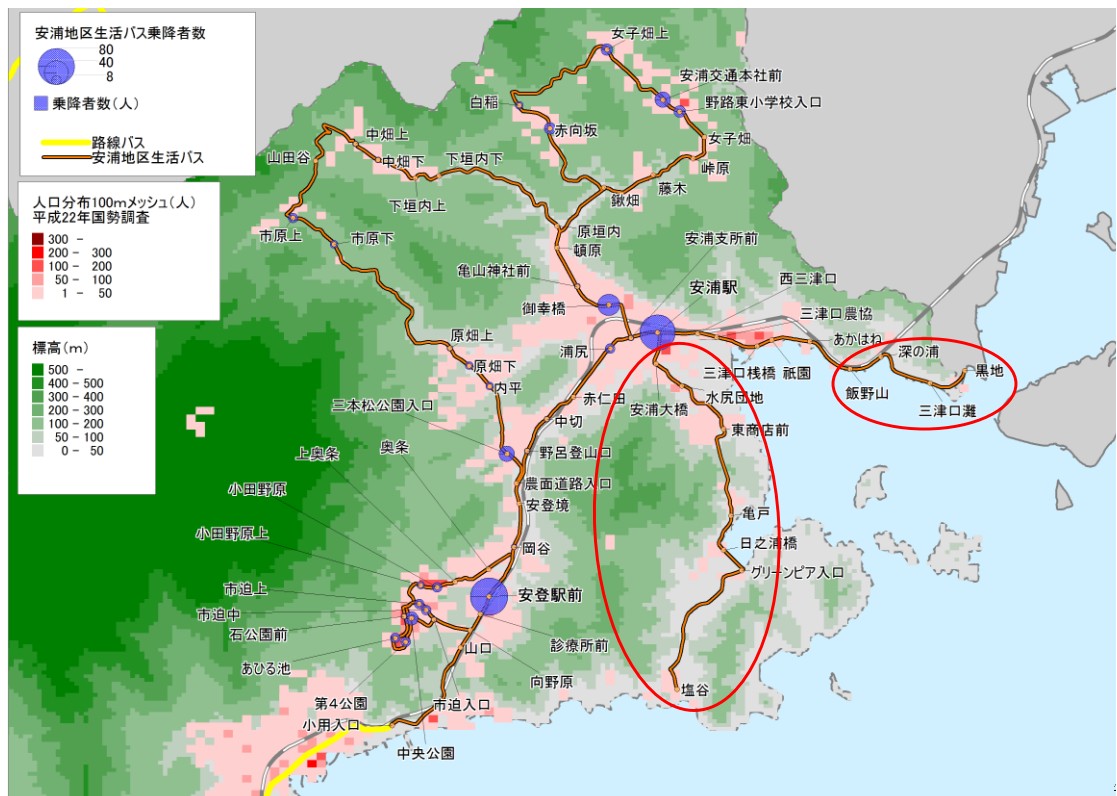 安浦地区生活バス乗降者数
80
40
8
乗降者数(人)
路線バス
安浦地区生活バス
人口分布100mメッシュ(人)
平成22年国勢調査
300 -
200 - 300
100 - 200
50 - 100
1 - 50
標高(m)
500 -
400 - 500
300 - 400
200 - 300
100 - 200
50 - 100
0 - 50
女子畑上
安浦交通本社前
野路東小学校入口
白稲
赤向坂
女子畑
中畑上
山田谷
中畑下
下垣内下
下垣内上
峠原
藤木
鍬畑
市原上
市原下
原垣内
頓原
安浦支所前
亀山神社前
安浦駅
西三津口
御幸橋
三津口農協
あかはね
深の浦
黒地
原畑上
浦尻
原畑下
内平
三津口桟橋
祇園
飯野山
三津口灘
水尻団地
安浦大橋
赤仁田
三本松公園入口
中切
東商店前
奥条
野呂登山口
上奥条
農面道路入口
小田野原
安登境
亀戸
小田野原上
岡谷
日之浦橋
グリーンピア入口
市迫上
安登駅前
市迫中
石公園前
診療所前
あひる池
山口
向野原
塩谷
第4公園
市迫入口
小用入口
中央公園